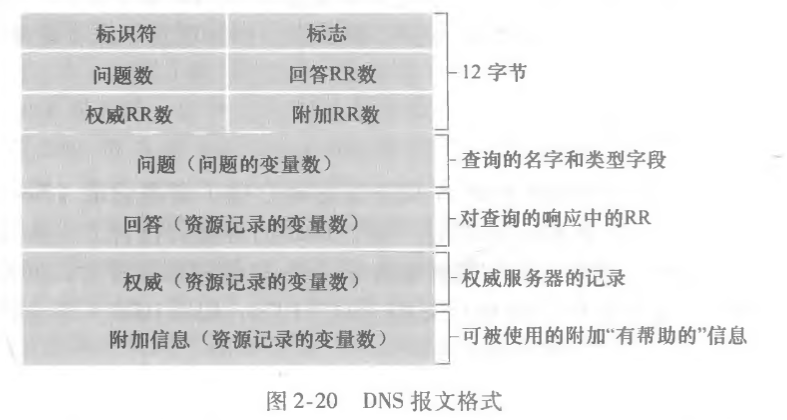 标识符 标志
问题数 回答RR数 12 字节
权威RR数 附加RR数
问题（问题的变量数） 查询的名字和类型字段
回答（资源记录的变量数） 对查询的响应中的RR
权威（资源记录的变量数） 权威服务器的记录
附加信息（资源记录的变量数） 可被使用的附加“有帮助的”信息
图 2-20 DNS 报文格式